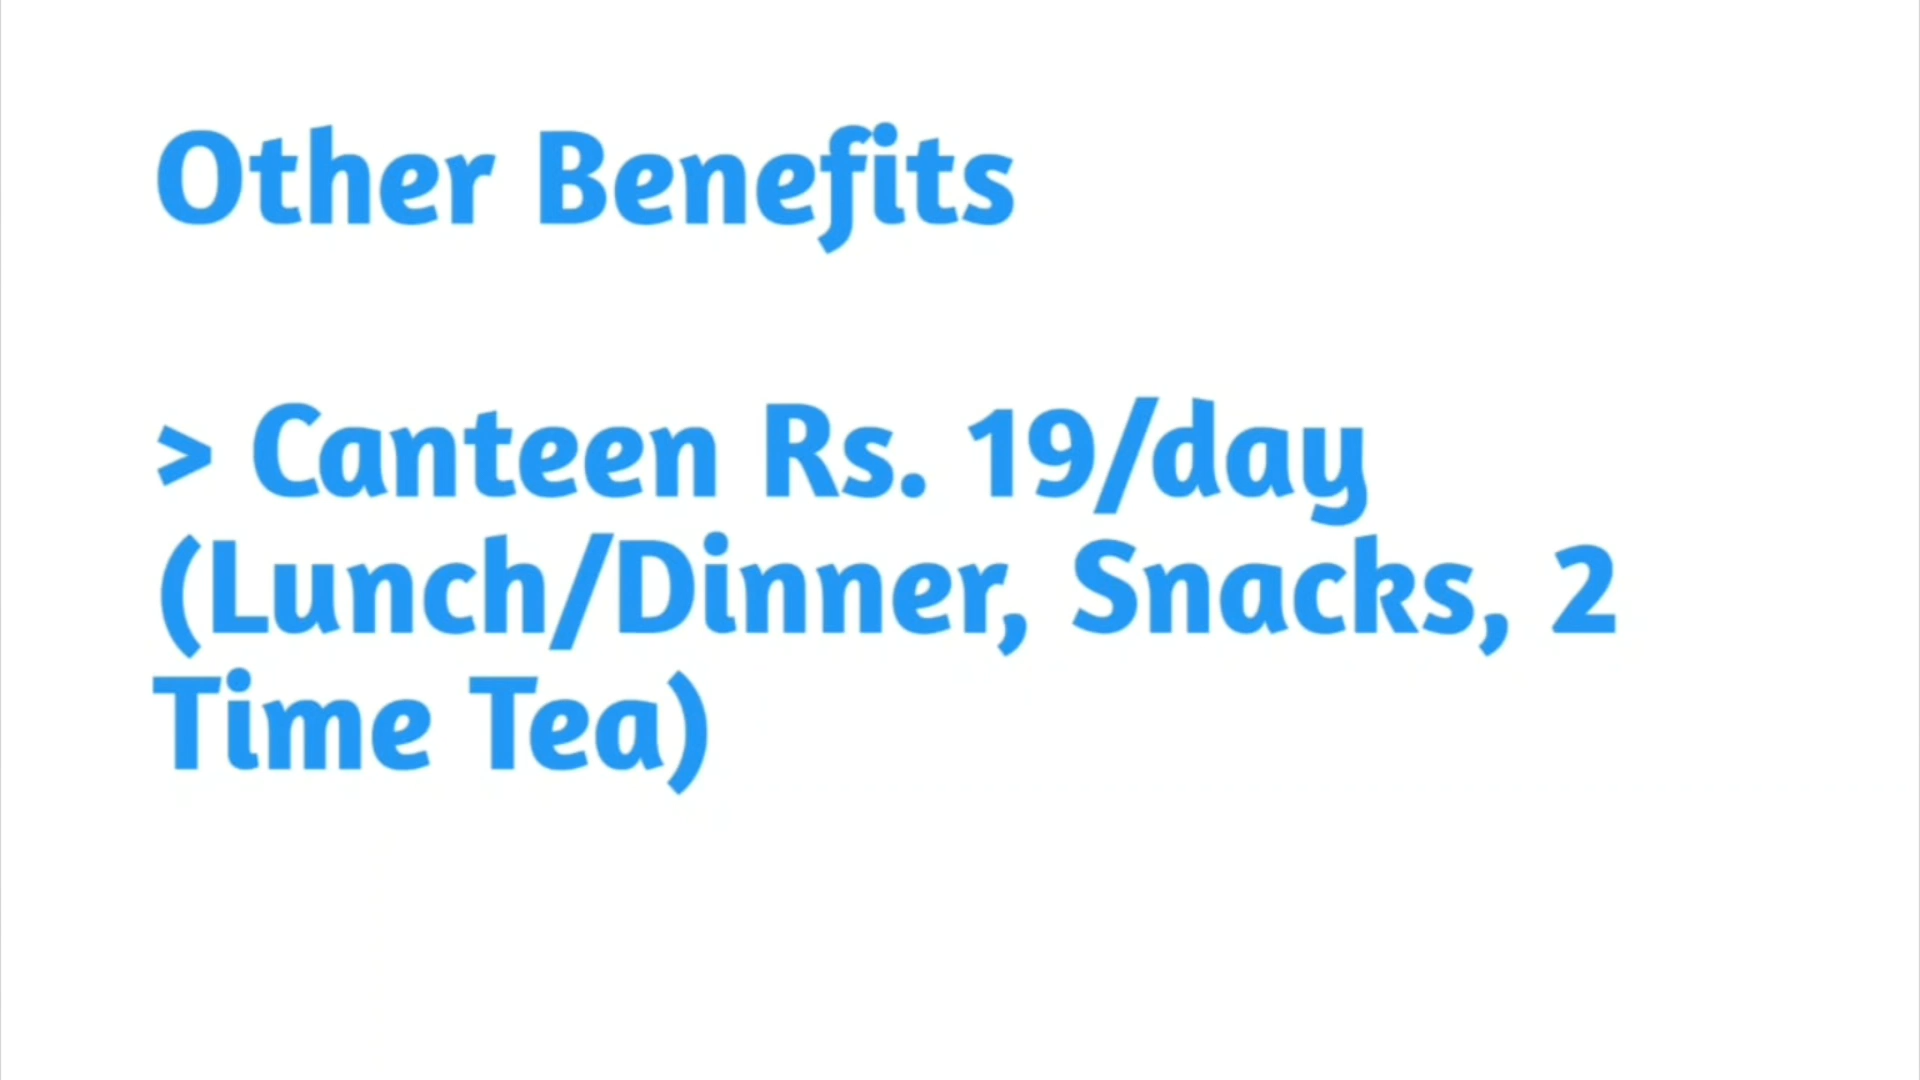 Other Benefits
> Canteen Rs. 19/day
(Lunch/Dinner, Snacks, 2
Time Tea)